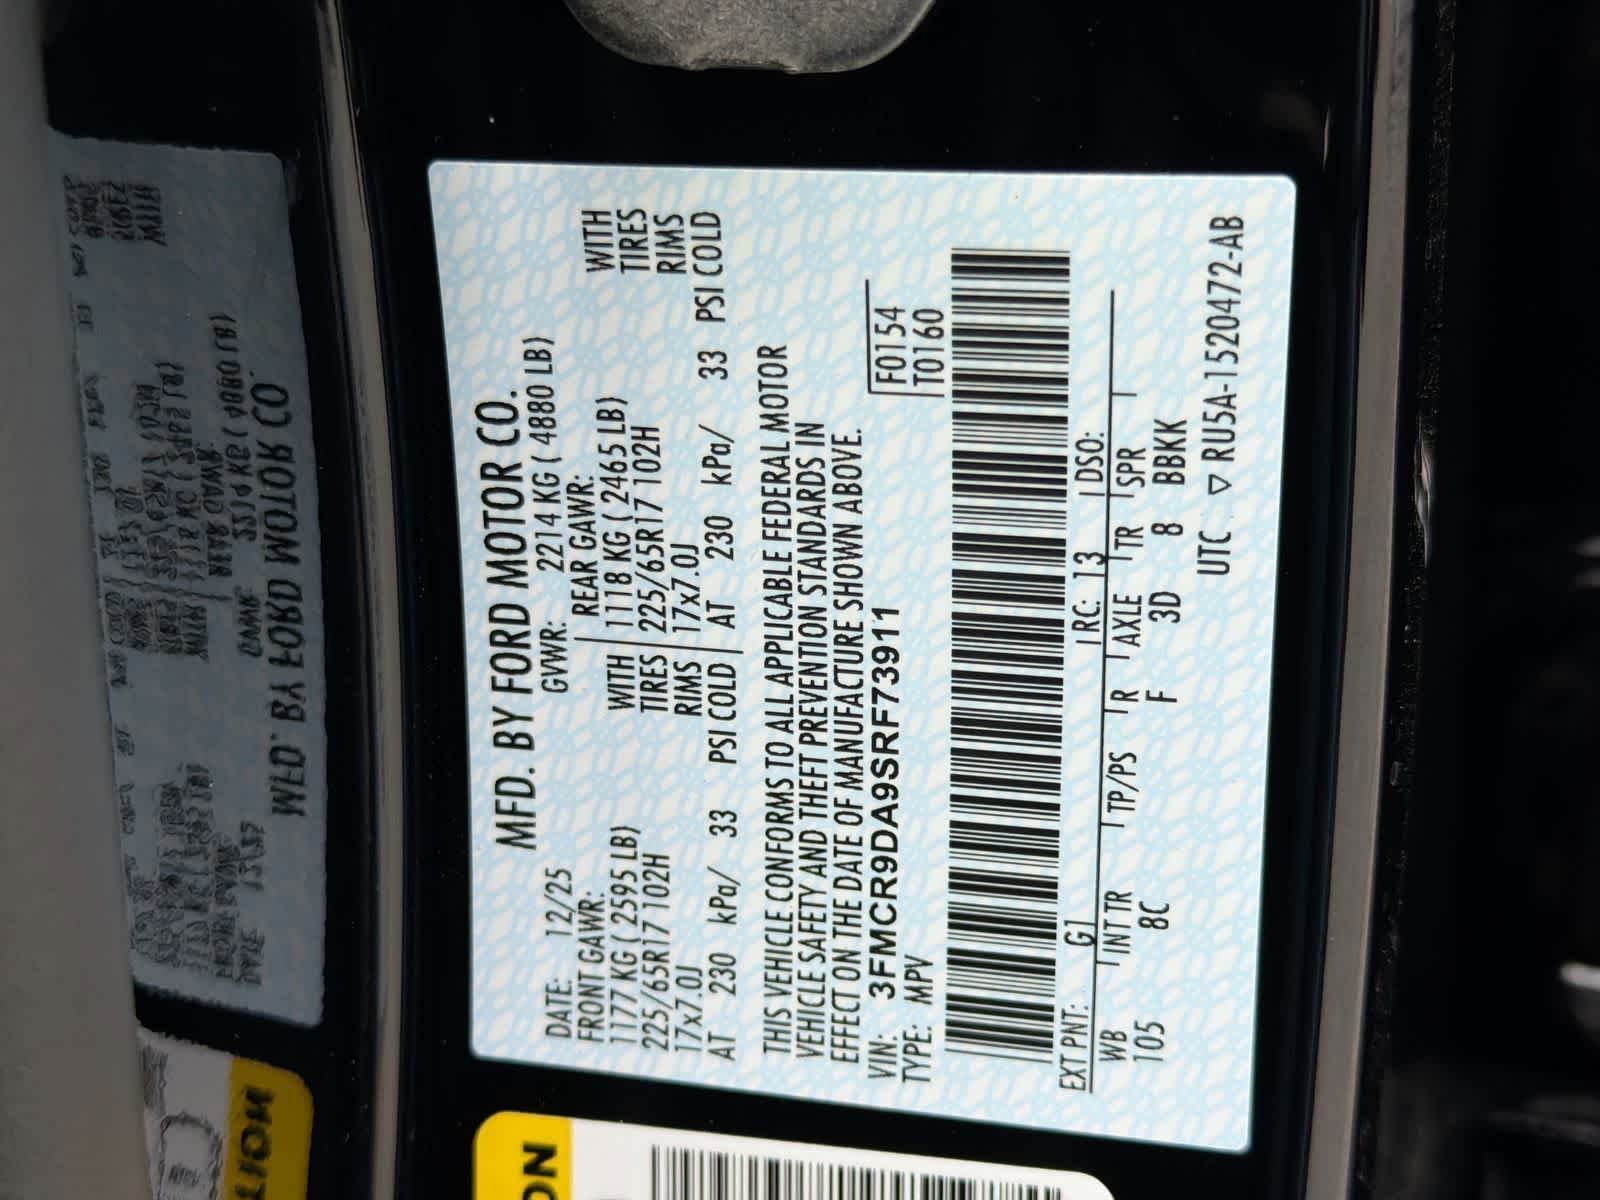 MFD. BY FORD MOTOR CO.
DATE: 12/25 GVWR: 2214 KG ( 4880 LB)
FRONT GAWR: REAR GAWR:
1177 KG ( 2595 LB) WITH 1118 KG ( 2465 LB) WITH
225/65R17 102H TIRES 225/65R17 102H TIRES
17x7.0J RIMS 17x7.0J RIMS
AT 230 kPa/ 33 PSI COLD AT 230 kPa/ 33 PSI COLD
THIS VEHICLE CONFORMS TO ALL APPLICABLE FEDERAL MOTOR
VEHICLE SAFETY AND THEFT PREVENTION STANDARDS IN
EFFECT ON THE DATE OF MANUFACTURE SHOWN ABOVE.
VIN: 3FMCR9DA9SRF73911 F0154
TYPE: MPV T0160
EXT PNT: G1 RC: 13 DSO:
WB INT TR TP/PS R AXLE TR SPR
105 8C F 3D 8 BBKK
UTC ▽ RU5A-1520472-AB
ON